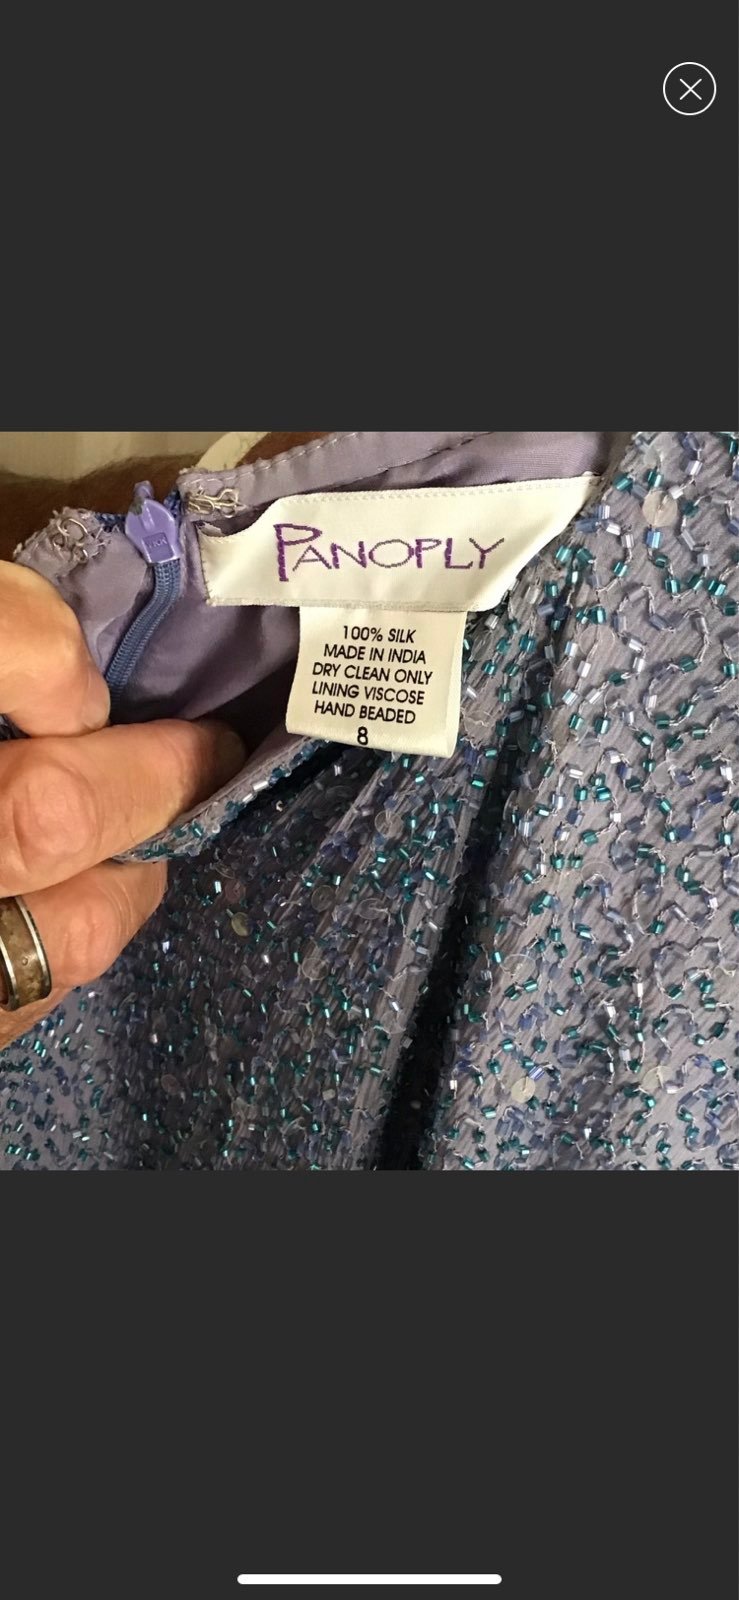 PANOPLY
100% SILK
MADE IN INDIA
DRY CLEAN ONLY
LINING VISCOSE
HAND BEADED
8